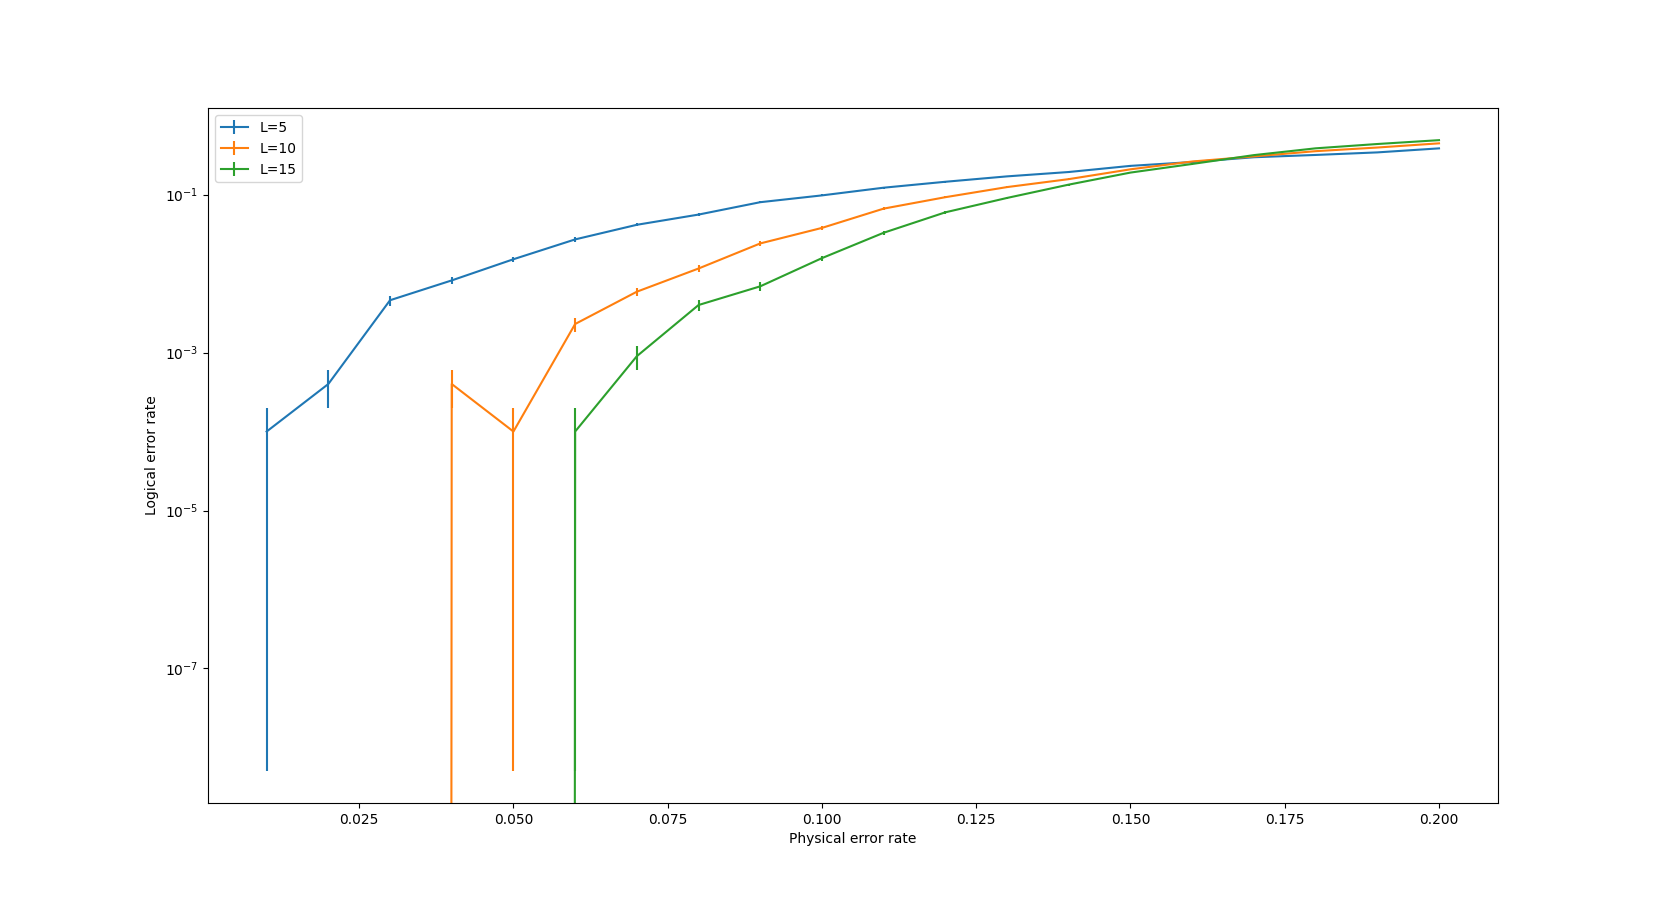 L=5
L=10
L=15
10⁻¹
10⁻³
10⁻⁵
10⁻⁷
Logical error rate
0.025 0.050 0.075 0.100 0.125 0.150 0.175 0.200
Physical error rate